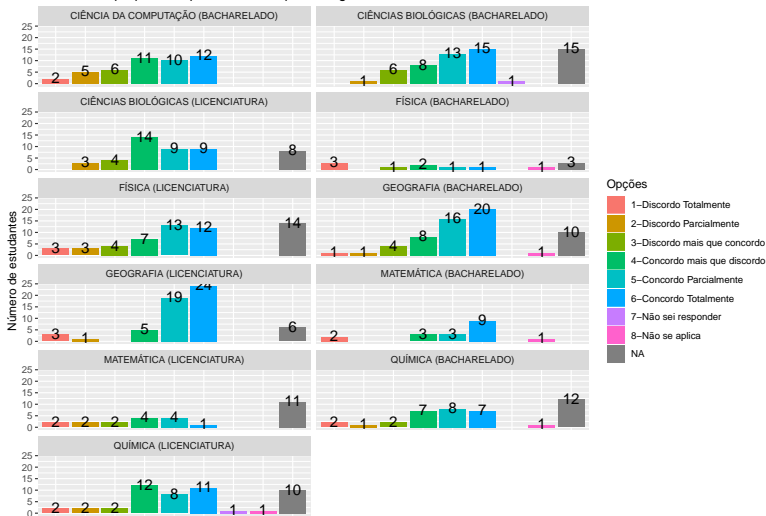 CIÊNCIA DA COMPUTAÇÃO (BACHARELADO)
25
20
15
10
5
0
2 5 6 11 10 12
CIÊNCIAS BIOLÓGICAS (BACHARELADO)
1 6 8 13 15 1 15
CIÊNCIAS BIOLÓGICAS (LICENCIATURA)
25
20
15
10
5
0
3 4 14 9 9 8
FÍSICA (BACHARELADO)
3 1 2 1 1 1 3
FÍSICA (LICENCIATURA)
25
20
15
10
5
0
3 3 4 7 13 12 14
GEOGRAFIA (BACHARELADO)
1 1 4 8 16 20 1 10
GEOGRAFIA (LICENCIATURA)
25
20
15
10
5
0
3 1 5 19 24 6
MATEMÁTICA (BACHARELADO)
2 3 3 9 1
MATEMÁTICA (LICENCIATURA)
25
20
15
10
5
0
2 2 2 4 4 1 11
QUÍMICA (BACHARELADO)
2 1 2 7 8 7 1 12
QUÍMICA (LICENCIATURA)
25
20
15
10
5
0
2 2 2 12 8 11 1 1 10
Número de estudantes
Opções
1–Discordo Totalmente
2–Discordo Parcialmente
3–Discordo mais que concordo
4–Concordo mais que discordo
5–Concordo Parcialmente
6–Concordo Totalmente
7–Não sei responder
8–Não se aplica
NA